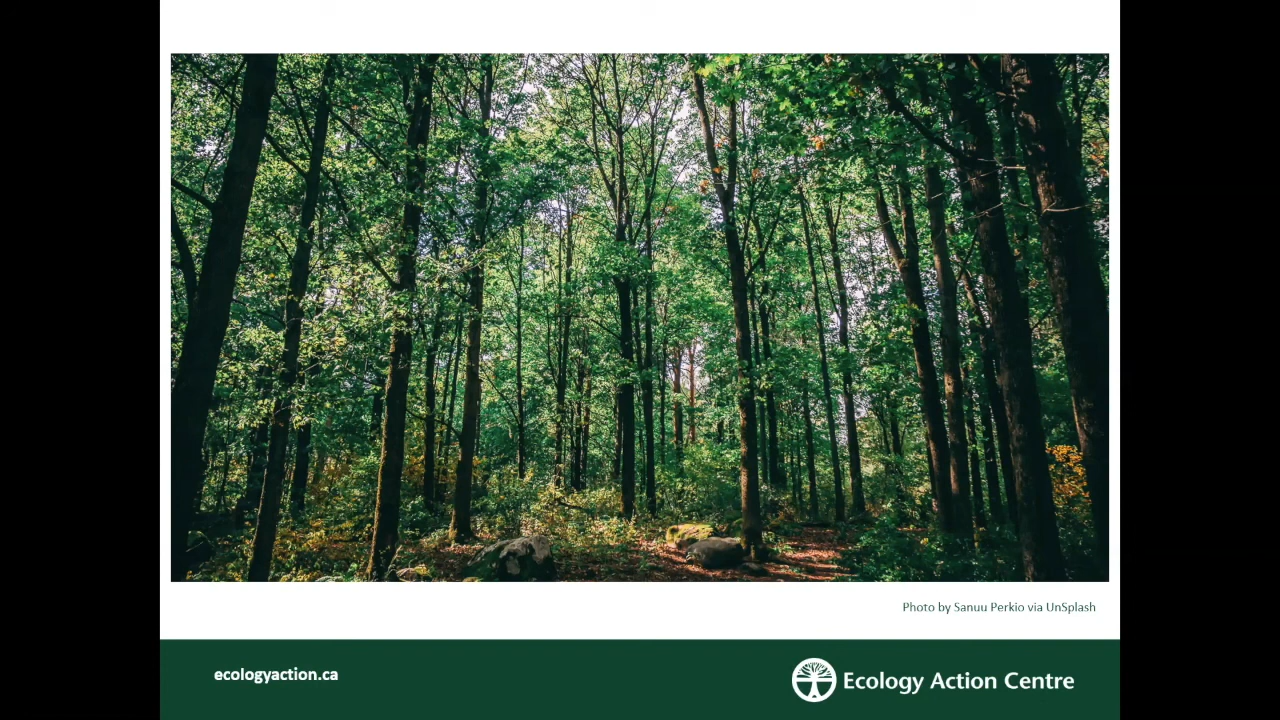 Photo by Sanuu Perkio via UnSplash
ecologyaction.ca
Ecology Action Centre